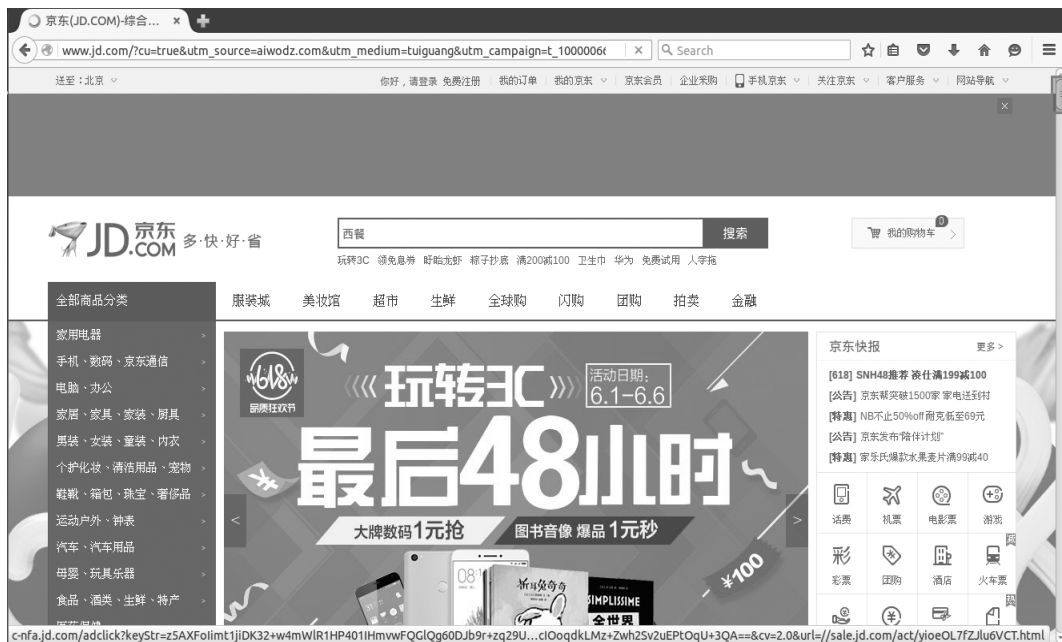 京东(JD.COM)-综合...
www.jd.com/?cu=true&utm_source=aiwodz.com&utm_medium=tuiguang&utm_campaign=t_1000066
Search
送至：北京
你好，请登录 免费注册 我的订单 我的京东 京东会员 企业采购 手机京东 关注京东 客户服务 网站导航
JD.COM 京东 多·快·好·省
西餐
搜索
0
我的购物车
玩转3C 领免息券 盱眙龙虾 粽子抄底 满200减100 卫生巾 华为 免费试用 人字拖
全部商品分类
服装城 美妆馆 超市 生鲜 全球购 闪购 团购 拍卖 金融
家用电器
手机、数码、京东通信
电脑、办公
家居、家具、家装、厨具
男装、女装、童装、内衣
个护化妆、清洁用品、宠物
鞋靴、箱包、珠宝、奢侈品
运动户外、钟表
汽车、汽车用品
母婴、玩具乐器
食品、酒类、生鲜、特产
医药保健
618
品质狂欢节
玩转3C
活动日期：
6.1-6.6
最后48小时
大牌数码1元抢
图书音像 爆品1元秒
¥100
08:1
折耳兔奇奇
SIMPLISSIME
全世界
京东快报
更多 >
[618] SNH48推荐 凌仕满199减100
[公告] 京东帮突破1500家 家电送到村
[特惠] NB不止50%off 耐克低至69元
[公告] 京东发布“陪伴计划”
[特惠] 家乐氏爆款水果麦片满99减40
话费 机票 电影票 游戏
彩票 团购 酒店 火车票
热
c-nfa.jd.com/adclick?keyStr=z5AXFoIimt1jiDK32+w4mWlR1HP401IHmvwFQGlQg60DJb9r+zq29U...cIOoqdkLMz+Zwh2Sv2uEPtOqU+3QA==&cv=2.0&url=//sale.jd.com/act/yioeOL7fZJlu6VCT.html